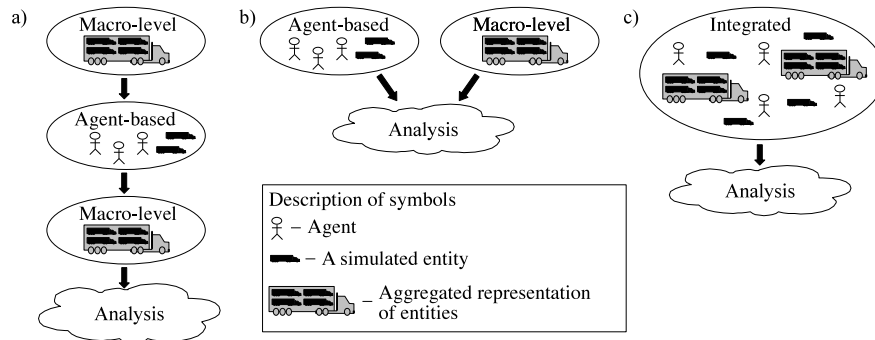 a)
Macro-level
Agent-based
Macro-level
Analysis
b)
Agent-based
Macro-level
Analysis
Description of symbols
– Agent
– A simulated entity
– Aggregated representation
of entities
c)
Integrated
Analysis